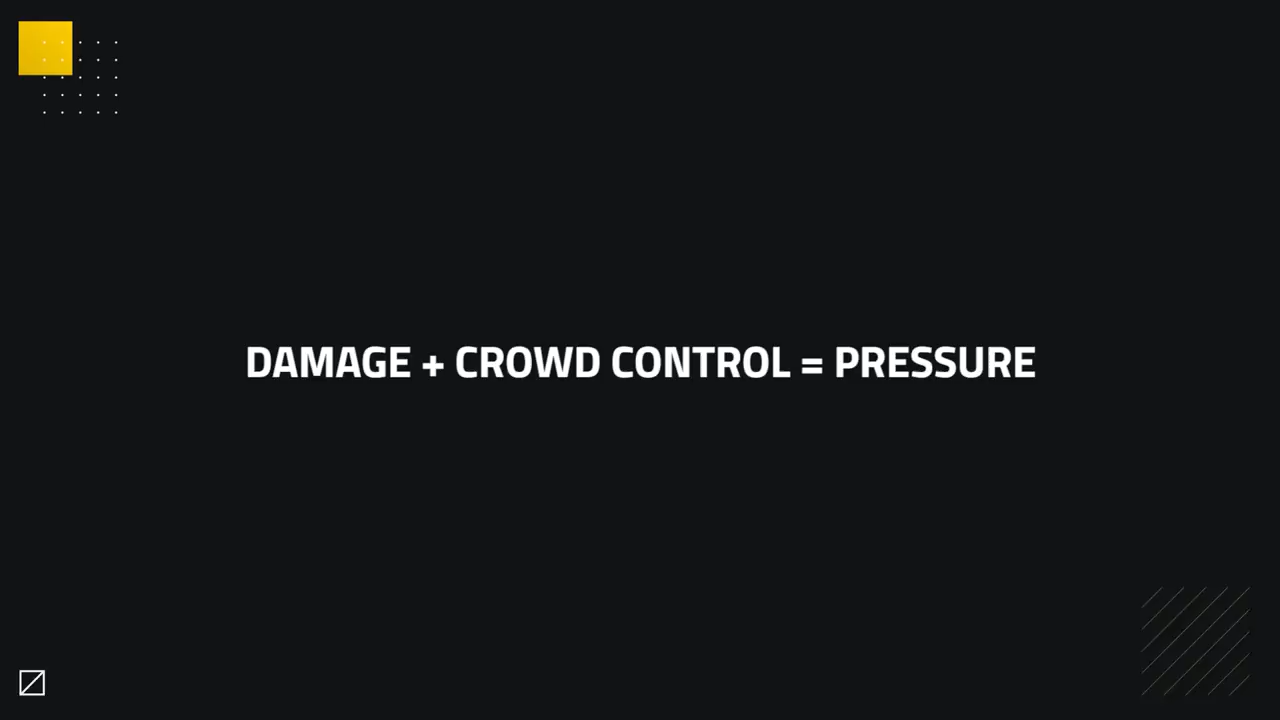 DAMAGE + CROWD CONTROL = PRESSURE